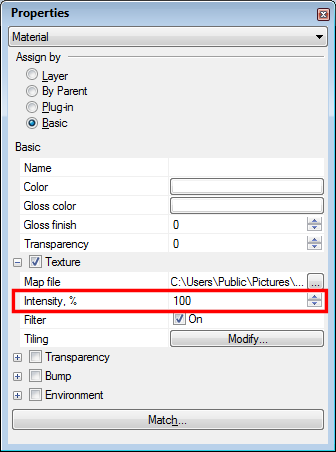 Properties
Material
Assign by
Layer
By Parent
Plug-in
Basic
Basic
Name
Color
Gloss color
Gloss finish 0
Transparency 0
Texture
Map file C:\Users\Public\Pictures\... ...
Intensity, % 100
Filter On
Tiling Modify...
Transparency
Bump
Environment
Match...